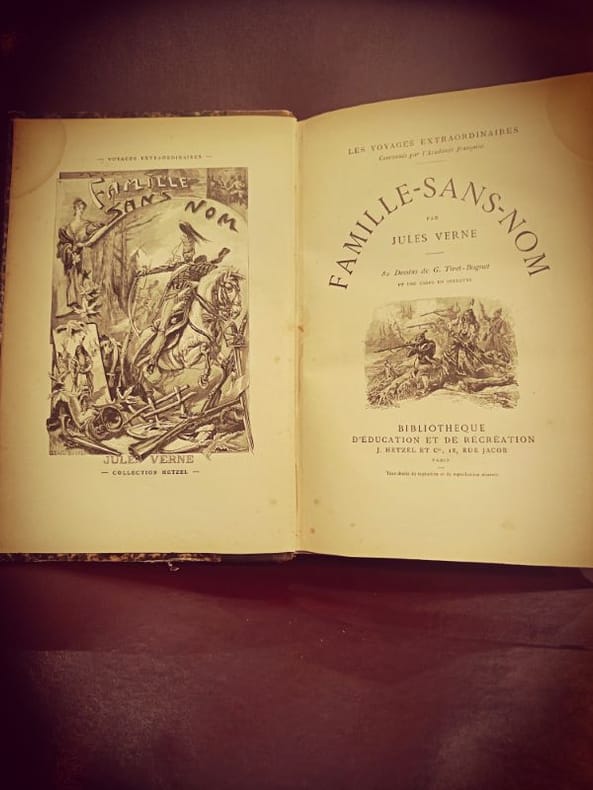 — VOYAGES EXTRAORDINAIRES —
FAMILLE-
SANS NOM
JULES VERNE
— COLLECTION HETZEL —
LES VOYAGES EXTRAORDINAIRES
Couronnés par l'Académie française
FAMILLE-SANS-NOM
PAR
JULES VERNE
82 Dessins de G. Tiret-Bognet
ET UNE CARTE EN COULEURS
BIBLIOTHÈQUE
D'ÉDUCATION ET DE RÉCRÉATION
J. HETZEL ET Cie, 18, RUE JACOB
PARIS
Tous droits de traduction et de reproduction réservés.